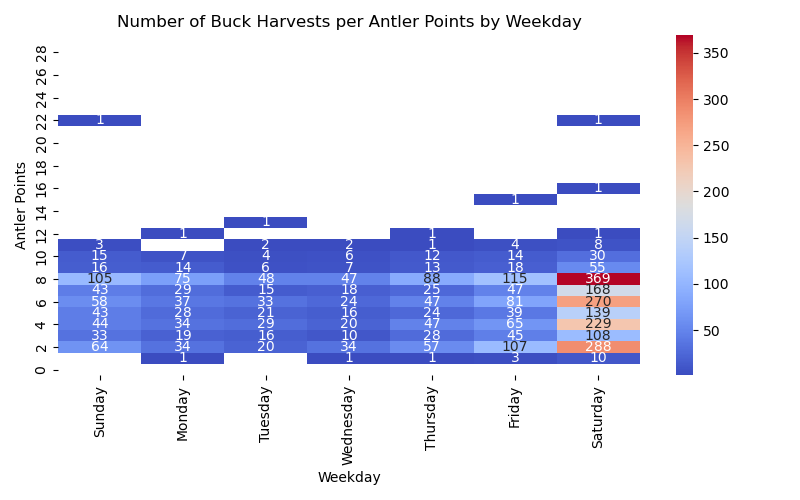 Number of Buck Harvests per Antler Points by Weekday
28
26
24
22 1 1
20
18
16 1
1
14
1
12 1 1 1
3 2 2 1 4 8
10 15 7 4 6 12 14 30
16 14 6 7 13 18 55
8 105 75 48 47 88 115 369
43 29 15 18 25 47 168
6 58 37 33 24 47 81 270
43 28 21 16 24 39 139
4 44 34 29 20 47 65 229
33 19 16 10 28 45 108
2 64 34 20 34 57 107 288
1 1 1 3 10
0
Antler Points
Sunday Monday Tuesday Wednesday Thursday Friday Saturday
Weekday
350
300
250
200
150
100
50